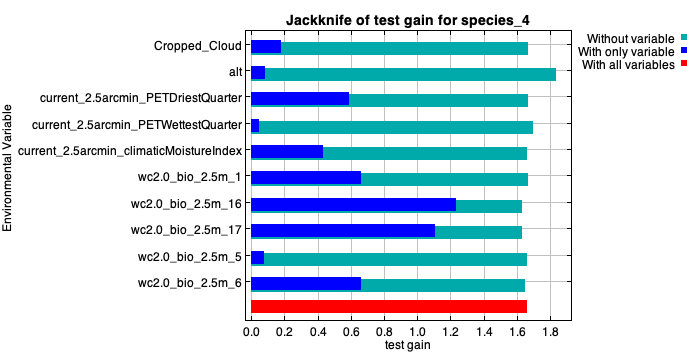 Jackknife of test gain for species_4
Without variable
With only variable
With all variables
Environmental Variable
Cropped_Cloud
alt
current_2.5arcmin_PETDriestQuarter
current_2.5arcmin_PETWettestQuarter
current_2.5arcmin_climaticMoistureIndex
wc2.0_bio_2.5m_1
wc2.0_bio_2.5m_16
wc2.0_bio_2.5m_17
wc2.0_bio_2.5m_5
wc2.0_bio_2.5m_6
0.0 0.2 0.4 0.6 0.8 1.0 1.2 1.4 1.6 1.8
test gain